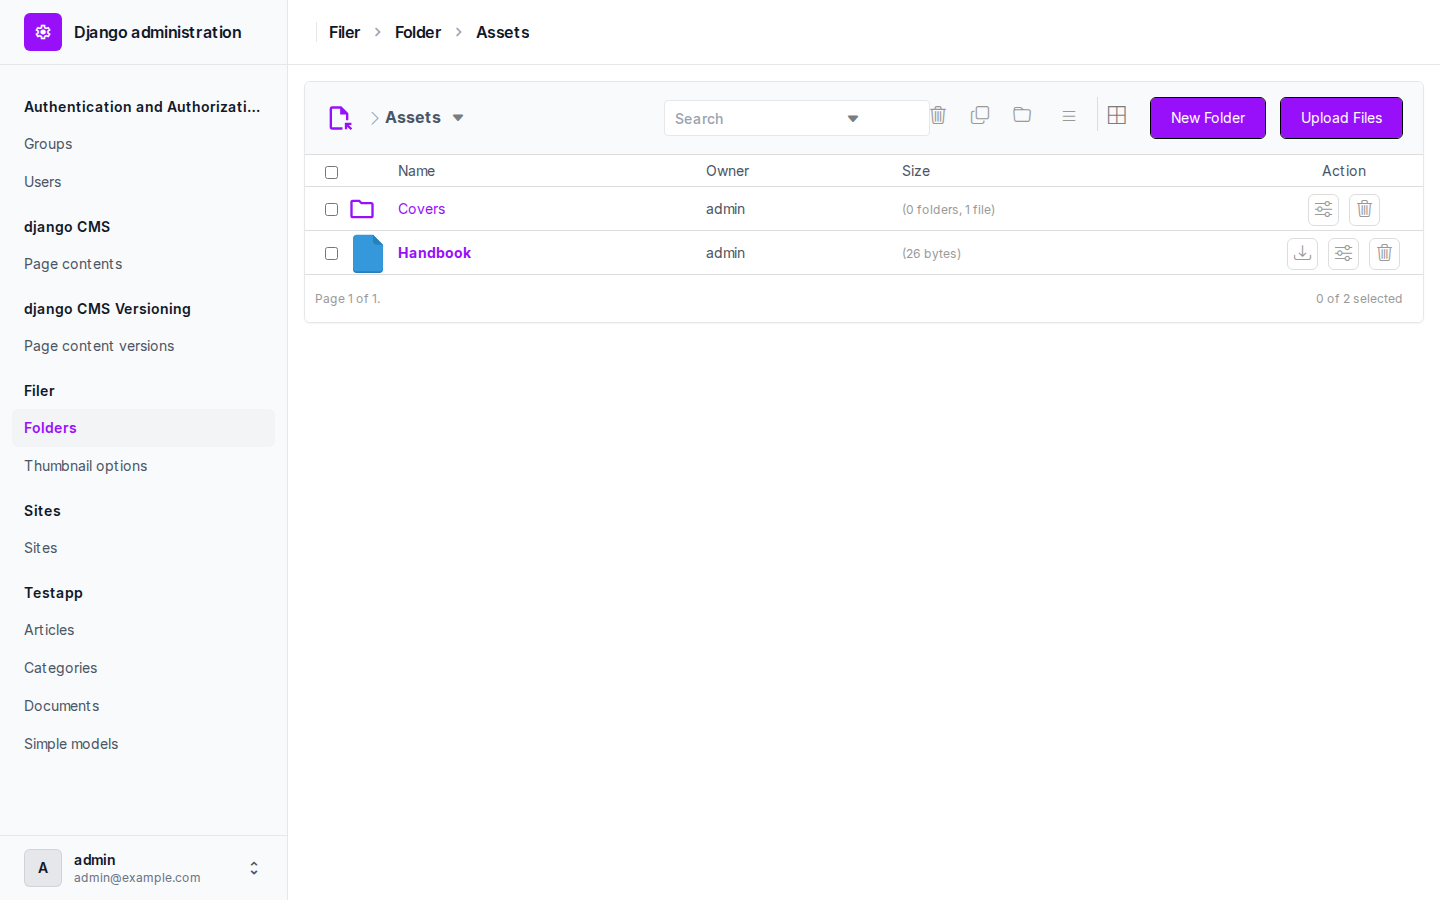 Django administration
Filer
Folder
Assets
Authentication and Authorizati...
Groups
Users
django CMS
Page contents
django CMS Versioning
Page content versions
Filer
Folders
Thumbnail options
Sites
Sites
Testapp
Articles
Categories
Documents
Simple models
A
admin
admin@example.com
Assets
Search
New Folder
Upload Files
Name Owner Size Action
Covers admin (0 folders, 1 file)
Handbook admin (26 bytes)
Page 1 of 1.
0 of 2 selected